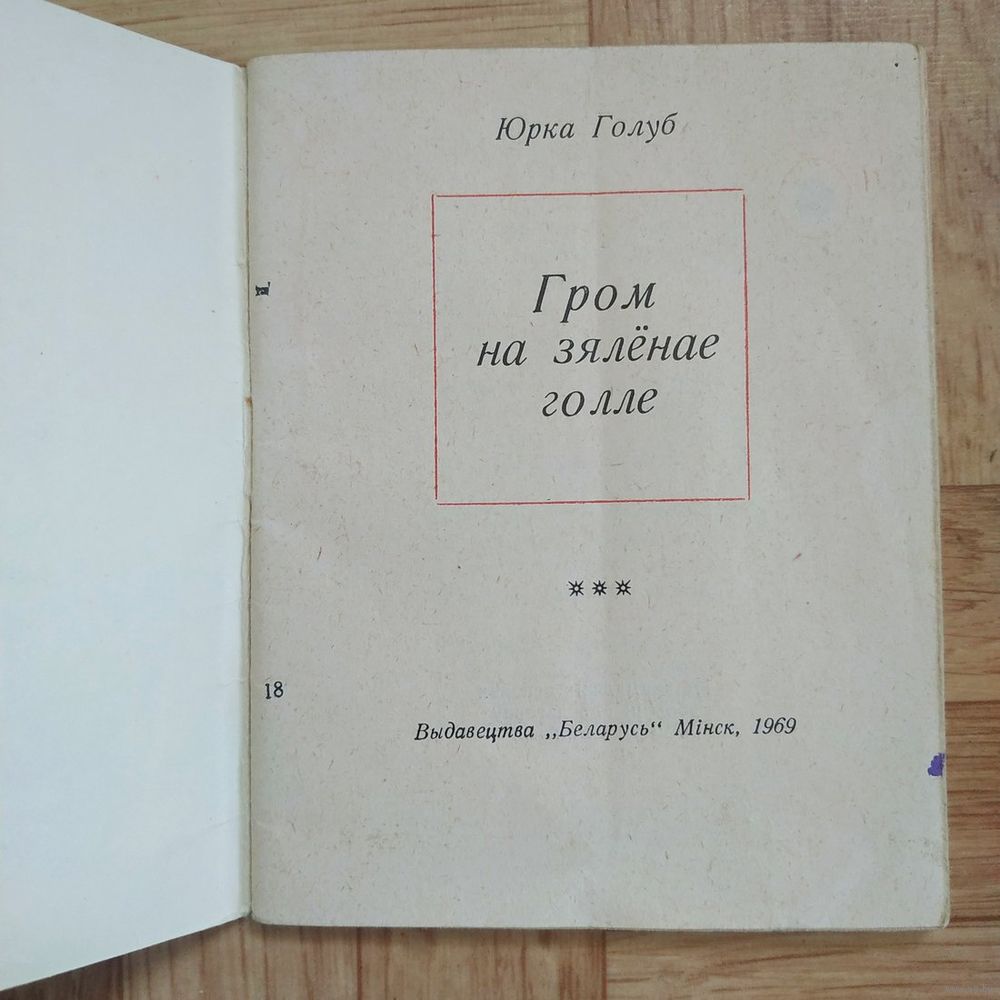 Юрка Голуб
Гром
на зялёнае
голле
18
Выдавецтва „Беларусь“ Мінск, 1969